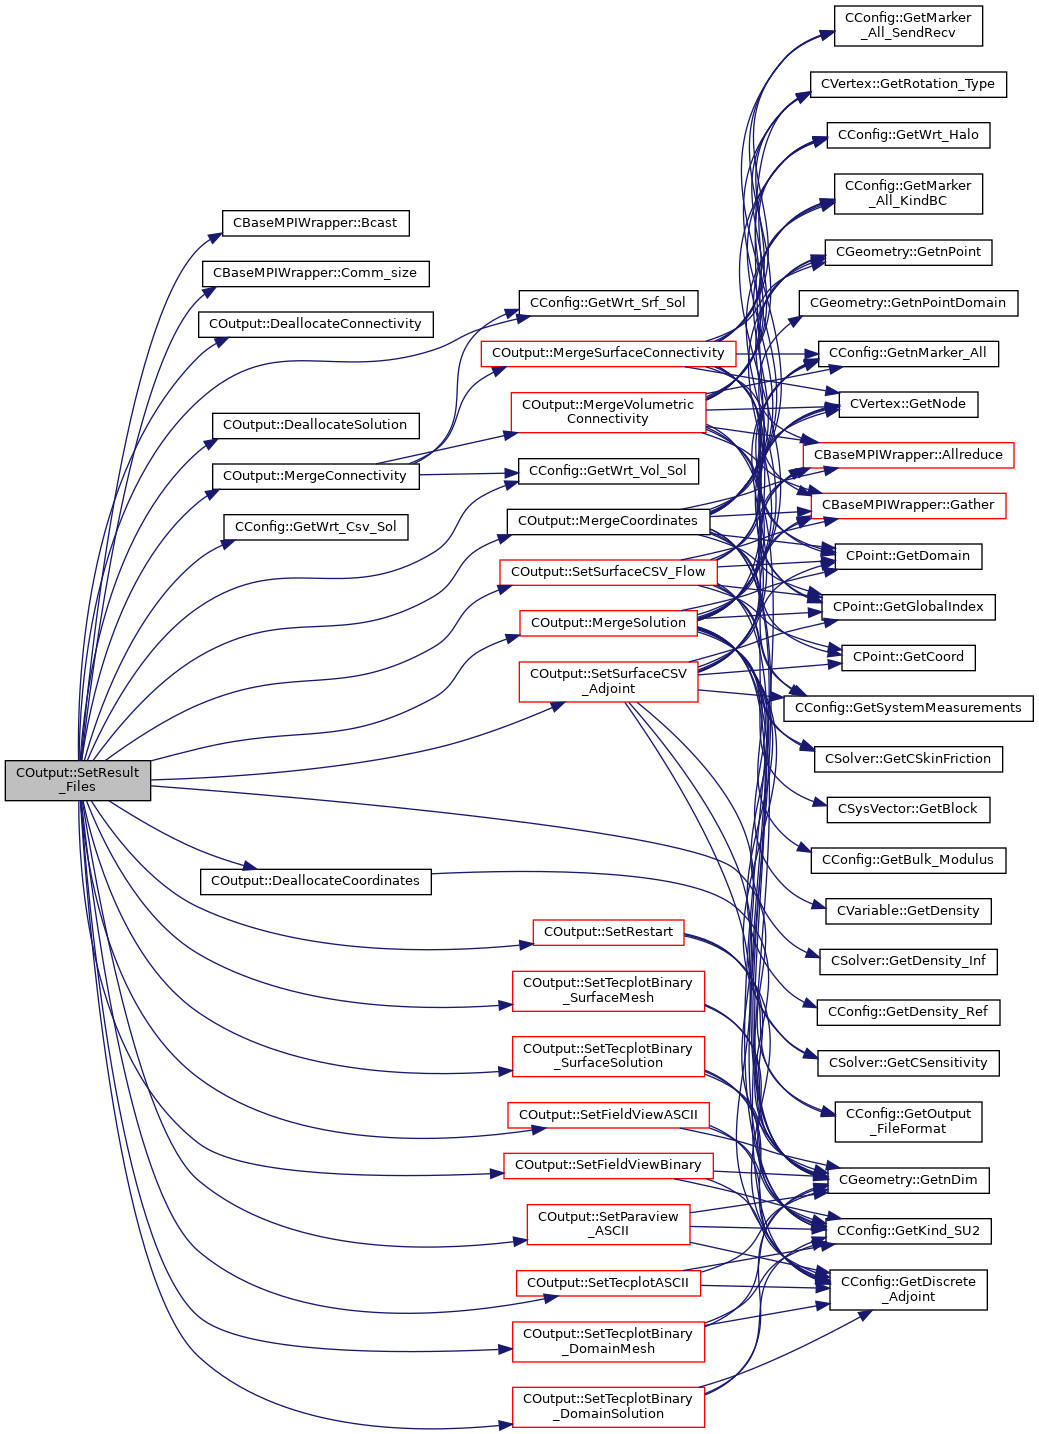 COutput::SetResult
_Files
CBaseMPIWrapper::Bcast
CBaseMPIWrapper::Comm_size
COutput::DeallocateConnectivity
COutput::DeallocateSolution
COutput::MergeConnectivity
CConfig::GetWrt_Csv_Sol
COutput::DeallocateCoordinates
CConfig::GetWrt_Srf_Sol
COutput::MergeSurfaceConnectivity
COutput::MergeVolumetric
Connectivity
CConfig::GetWrt_Vol_Sol
COutput::MergeCoordinates
COutput::SetSurfaceCSV_Flow
COutput::MergeSolution
COutput::SetSurfaceCSV
_Adjoint
COutput::SetRestart
COutput::SetTecplotBinary
_SurfaceMesh
COutput::SetTecplotBinary
_SurfaceSolution
COutput::SetFieldViewASCII
COutput::SetFieldViewBinary
COutput::SetParaview
_ASCII
COutput::SetTecplotASCII
COutput::SetTecplotBinary
_DomainMesh
COutput::SetTecplotBinary
_DomainSolution
CConfig::GetMarker
_All_SendRecv
CVertex::GetRotation_Type
CConfig::GetWrt_Halo
CConfig::GetMarker
_All_KindBC
CGeometry::GetnPoint
CGeometry::GetnPointDomain
CConfig::GetnMarker_All
CVertex::GetNode
CBaseMPIWrapper::Allreduce
CBaseMPIWrapper::Gather
CPoint::GetDomain
CPoint::GetGlobalIndex
CPoint::GetCoord
CConfig::GetSystemMeasurements
CSolver::GetCSkinFriction
CSysVector::GetBlock
CConfig::GetBulk_Modulus
CVariable::GetDensity
CSolver::GetDensity_Inf
CConfig::GetDensity_Ref
CSolver::GetCSensitivity
CConfig::GetOutput
_FileFormat
CGeometry::GetnDim
CConfig::GetKind_SU2
CConfig::GetDiscrete
_Adjoint